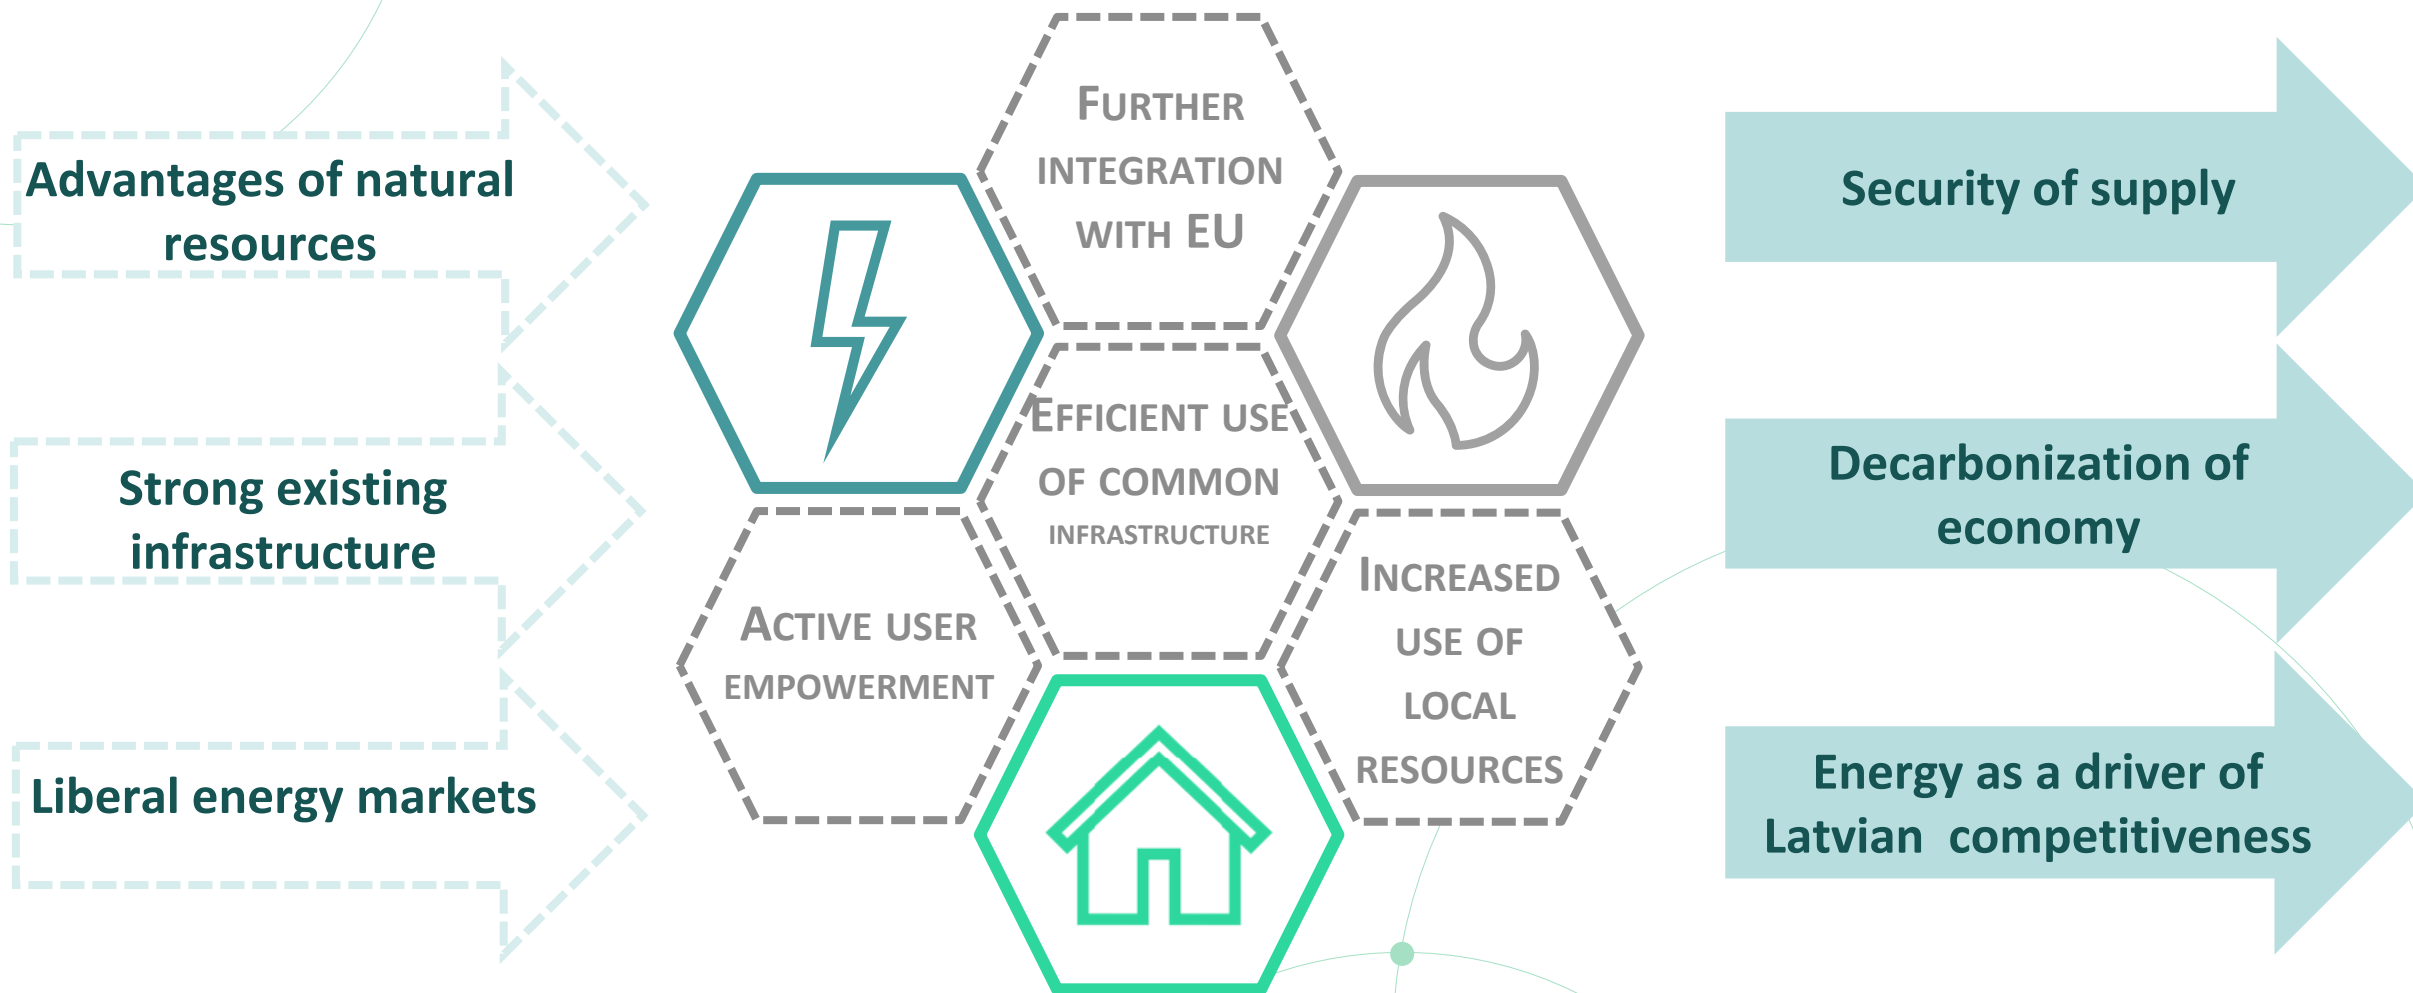 Advantages of natural
resources
Strong existing
infrastructure
Liberal energy markets
FURTHER
INTEGRATION
WITH EU
EFFICIENT USE
OF COMMON
INFRASTRUCTURE
ACTIVE USER
EMPOWERMENT
INCREASED
USE OF
LOCAL
RESOURCES
Security of supply
Decarbonization of
economy
Energy as a driver of
Latvian competitiveness